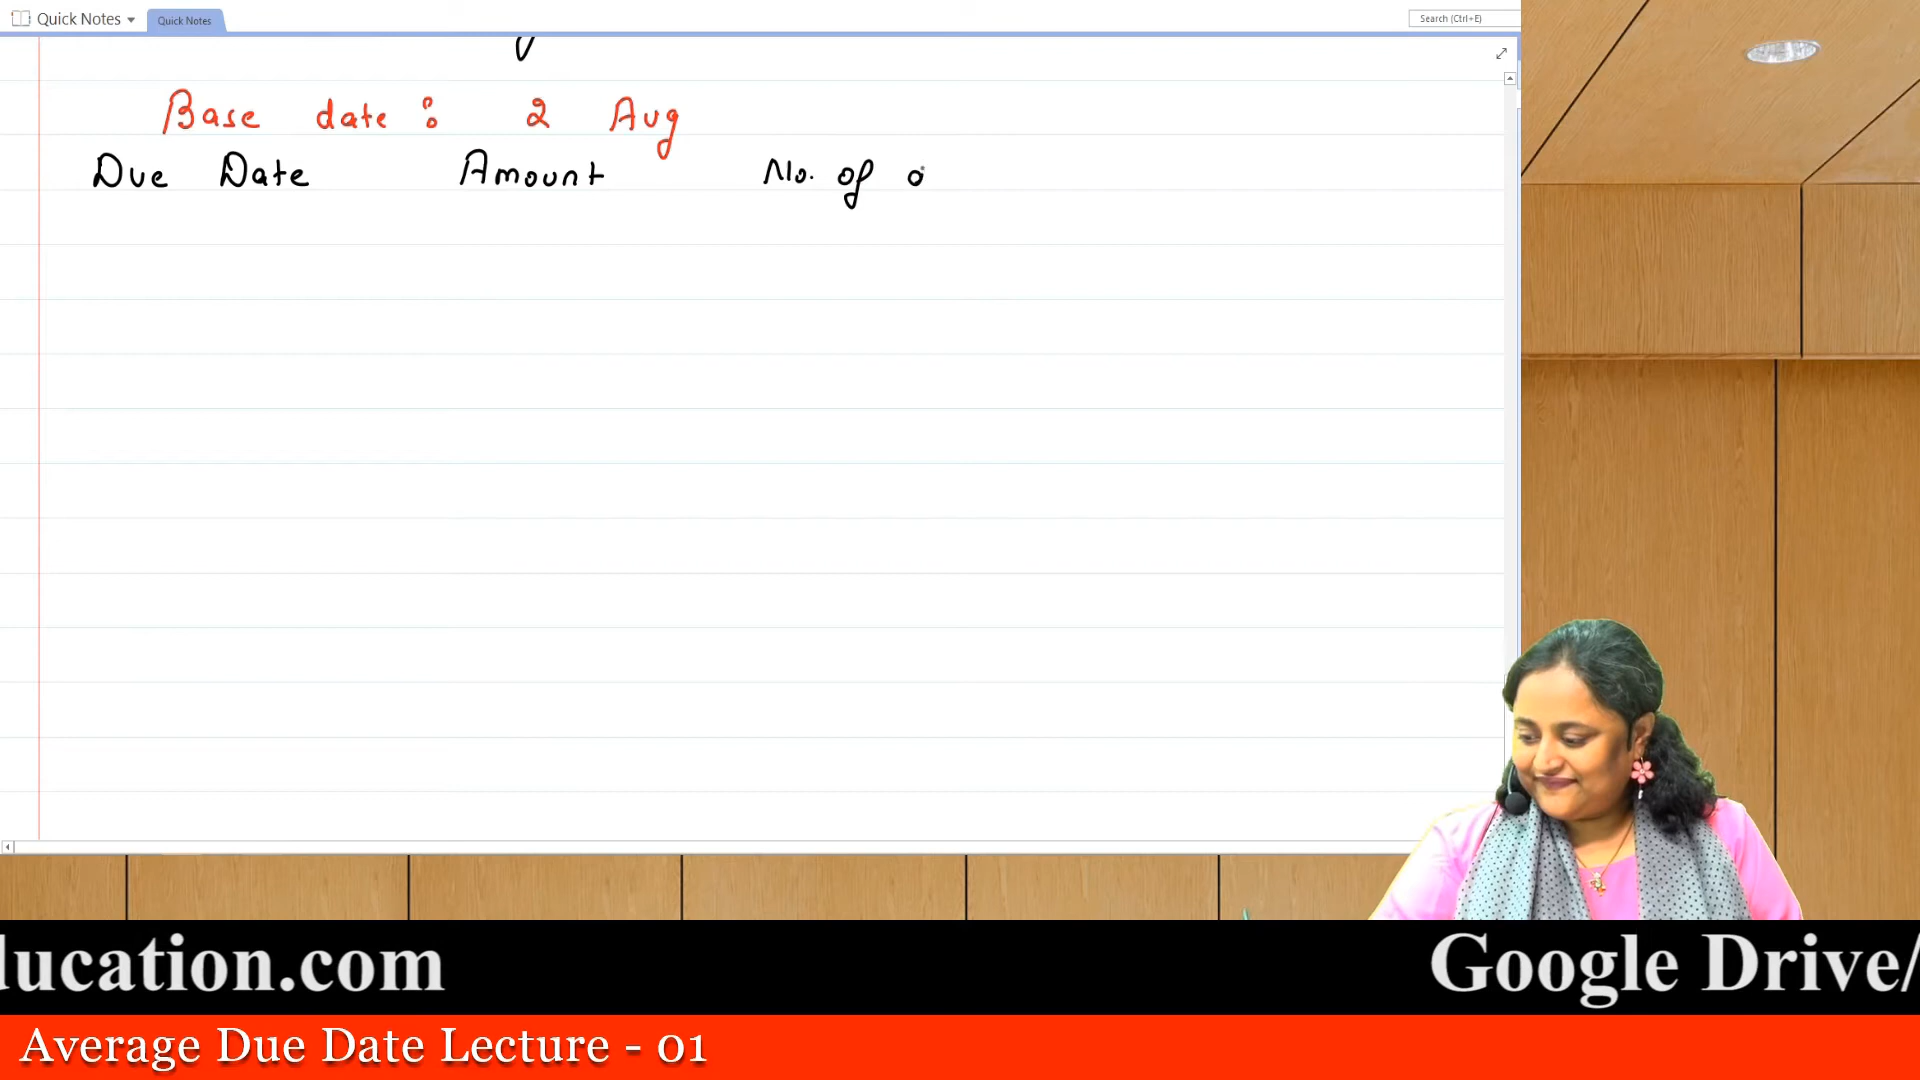 Quick Notes
Quick Notes
Search (Ctrl+E)
Base date : 2 Aug
Due Date Amount No. of
ducation.com Google Drive/
Average Due Date Lecture - 01